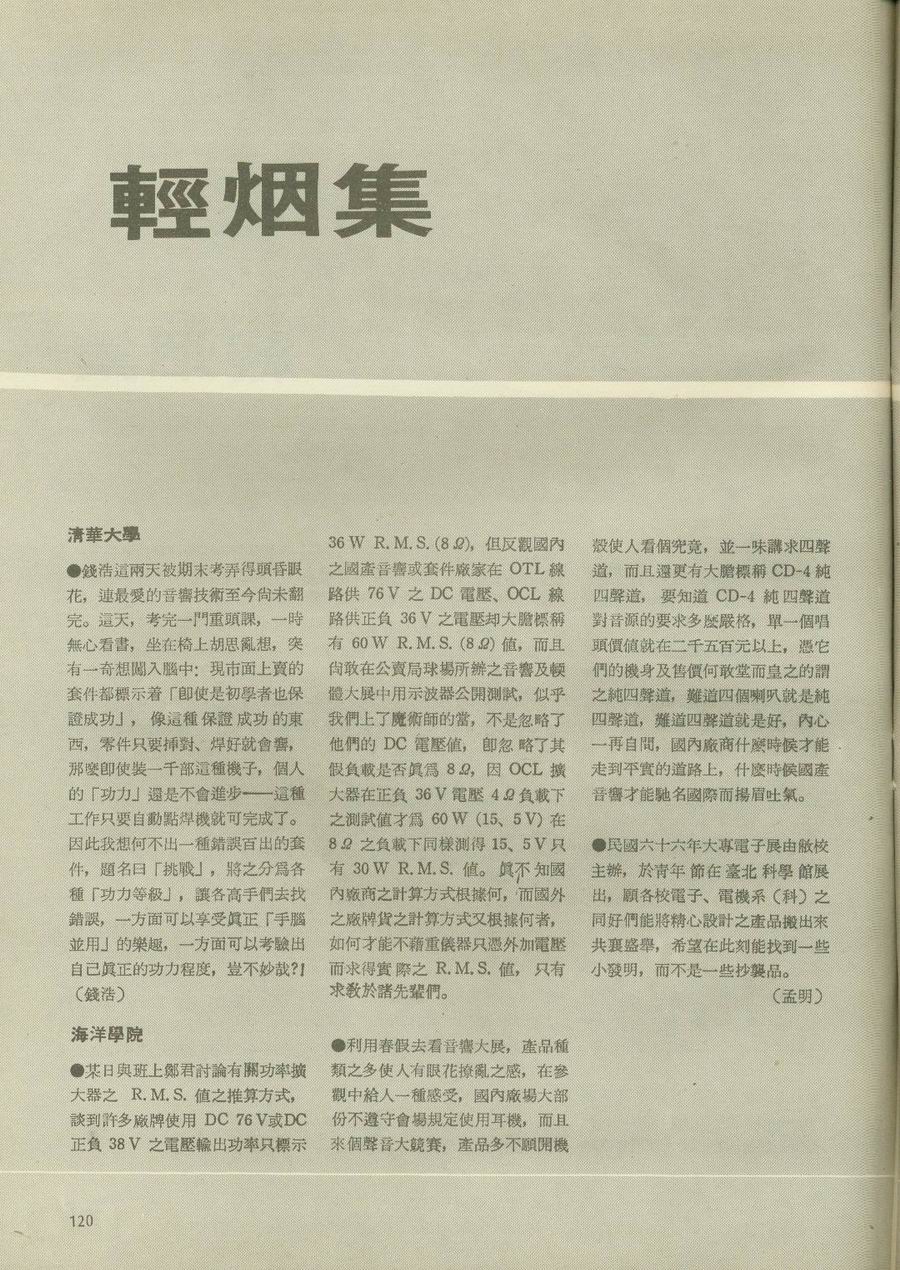 輕烟集
清華大學
●錢浩這兩天被期末考弄得頭昏眼
花，連最愛的音響技術至今尙未翻
完。這天，考完一門重頭課，一時
無心看書，坐在椅上胡思亂想，突
有一奇想闖入腦中：現市面上賣的
套件都標示着「卽使是初學者也保
證成功」，像這種保證成功的東
西，零件只要揷對、焊好就會響，
那麼卽使裝一千部這種機子，個人
的「功力」還是不會進步——這種
工作只要自動點焊機就可完成了。
因此我想何不出一種錯誤百出的套
件，題名曰「挑戰」，將之分爲各
種「功力等級」，讓各高手們去找
錯誤，一方面可以享受眞正「手腦
並用」的樂趣，一方面可以考驗出
自己眞正的功力程度，豈不妙哉？！
（錢浩）
海洋學院
●某日與班上鄭君討論有關功率擴
大器之 R.M.S. 值之推算方式，
談到許多廠牌使用 DC 76V或DC
正負 38V 之電壓輸出功率只標示
36W R.M.S.(8Ω)，但反觀國內
之國產音響或套件廠家在 OTL 線
路供 76V 之 DC 電壓、OCL 線
路供正負 36V 之電壓却大膽標稱
有 60W R.M.S. (8Ω) 値，而且
尙敢在公賣局球場所辦之音響及軟
體大展中用示波器公開測試，似乎
我們上了魔術師的當，不是忽略了
他們的 DC 電壓値，卽忽略了其
假負載是否眞爲 8Ω，因 OCL 擴
大器在正負 36V 電壓 4Ω負載下
之測試値才爲 60W (15、5V) 在
8Ω 之負載下同樣測得 15、5V只
有 30W R.M.S. 値。眞不知國
內廠商之計算方式根據何，而國外
之廠牌貨之計算方式又根據何者，
如何才能不藉重儀器只憑外加電壓
而求得實際之 R.M.S. 値，只有
求敎於諸先輩們。
●利用春假去看音響大展，產品種
類之多使人有眼花撩亂之感，在參
觀中給人一種感受，國內廠場大部
份不遵守會場規定使用耳機，而且
來個聲音大競賽，產品多不願開機
殼使人看個究竟，並一味講求四聲
道，而且還更有大膽標稱 CD-4 純
四聲道，要知道 CD-4 純四聲道
對音源的要求多麼嚴格，單一個唱
頭價値就在二千五百元以上，憑它
們的機身及售價何敢堂而皇之的謂
之純四聲道，難道四個喇叭就是純
四聲道，難道四聲道就是好，內心
一再自問，國內廠商什麼時候才能
走到平實的道路上，什麼時候國產
音響才能馳名國際而揚眉吐氣。
●民國六十六年大專電子展由敝校
主辦，於青年節在臺北科學館展
出，願各校電子、電機系（科）之
同好們能將精心設計之產品搬出來
共襄盛舉，希望在此刻能找到一些
小發明，而不是一些抄襲品。
（孟明）
120